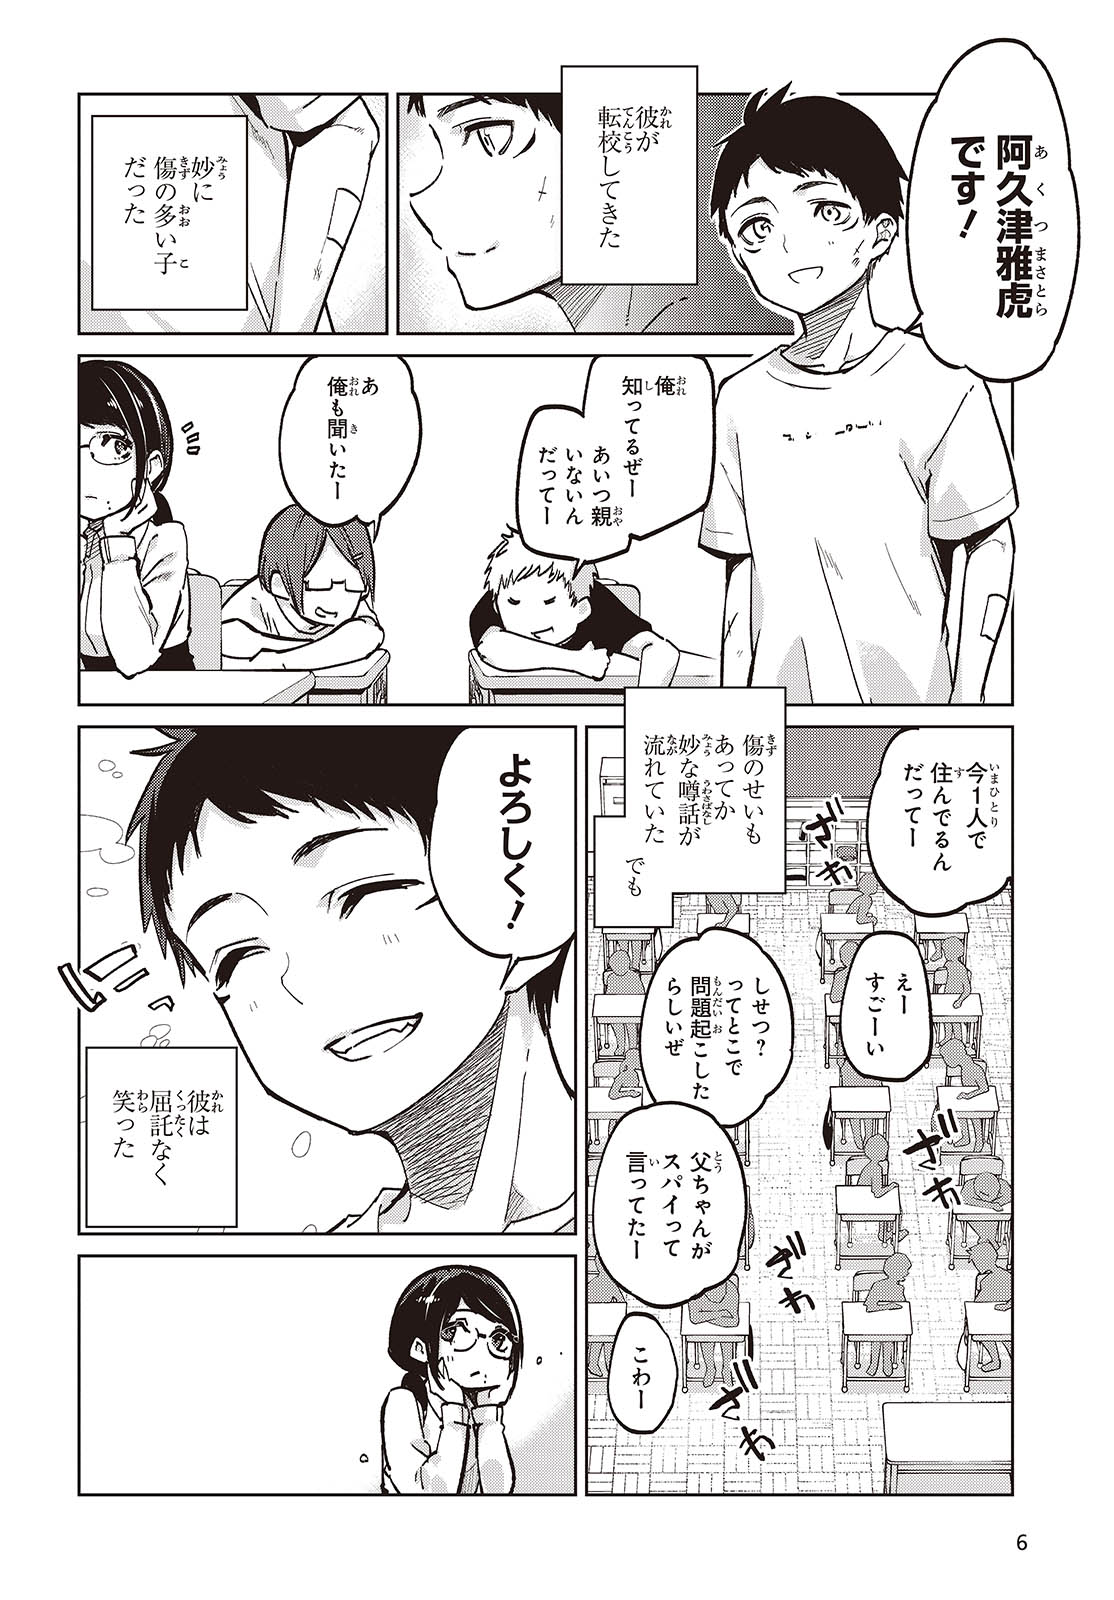 阿久津雅虎
です！
彼が
転校してきた
妙に
傷の多い子
だった
俺
知ってるぜー
あいつ親
いないん
だってー
あ
俺も聞いたー
今1人で
住んでるん
だってー
傷のせいも
あってか
妙な噂話が
流れていた
でも
ざわ
えー
すごーい
しせつ？
ってとこで
問題起こした
らしいぜ
ざわ
父ちゃんが
スパイって
言ってたー
ざわ
こわー
ざわ
よろしく！
ニコッ
彼は
屈託なく
笑った
6